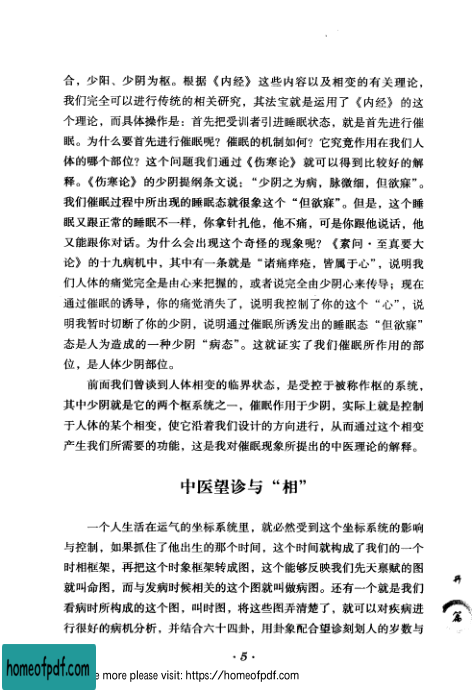 合，少阳、少阴为枢。根据《内经》这些内容以及相变的有关理论，
我们完全可以进行传统的相关研究，其法宝就是运用了《内经》的这
个理论，而具体操作是：首先把受训者引进睡眠状态，就是首先进行催
眠。为什么要首先进行催眠呢？催眠的机制如何？它究竟作用在我们人
体的哪个部位？这个问题我们通过《伤寒论》就可以得到比较好的解
释。《伤寒论》的少阴提纲条文说：“少阴之为病，脉微细，但欲寐”。
我们催眠过程中所出现的睡眠态就很象这个“但欲寐”。但是，这个睡
眠又跟正常的睡眠不一样，你拿针扎他，他不痛，可是你跟他说话，他
又能跟你对话。为什么会出现这个奇怪的现象呢？《素问·至真要大
论》的十九病机中，其中有一条就是“诸痛痒疮，皆属于心”，说明我
们人体的痛觉完全是由心来把握的，或者说完全由少阴心来传导；现在
通过催眠的诱导，你的痛觉消失了，说明我控制了你的这个“心”，说
明我暂时切断了你的少阴，说明通过催眠所诱发出的睡眠态“但欲寐”
态是人为造成的一种少阴“病态”。这就证实了我们催眠所作用的部
位，是人体少阴部位。
前面我们曾谈到人体相变的临界状态，是受控于被称作枢的系统，
其中少阴就是它的两个枢系统之一，催眠作用于少阴，实际上就是控制
于人体的某个相变，使它沿着我们设计的方向进行，从而通过这个相变
产生我们所需要的功能，这是我对催眠现象所提出的中医理论的解释。
中医望诊与“相”
一个人生活在运气的坐标系统里，就必然受到这个坐标系统的影响
与控制，如果抓住了他出生的那个时间，这个时间就构成了我们的一个
时相框架，再把这个时象框架转成图，这个能够反映我们先天禀赋的图
就叫命图，而与发病时候相关的这个图就叫做病图。还有一个就是我们
看病时所构成的这个图，叫时图，将这些图弄清楚了，就可以对疾病进
行很好的病机分析，并结合六十四卦，用卦象配合望诊刻划人的岁数与
篇
·5·
homeofpdf.com
e more please visit: https://homeofpdf.com